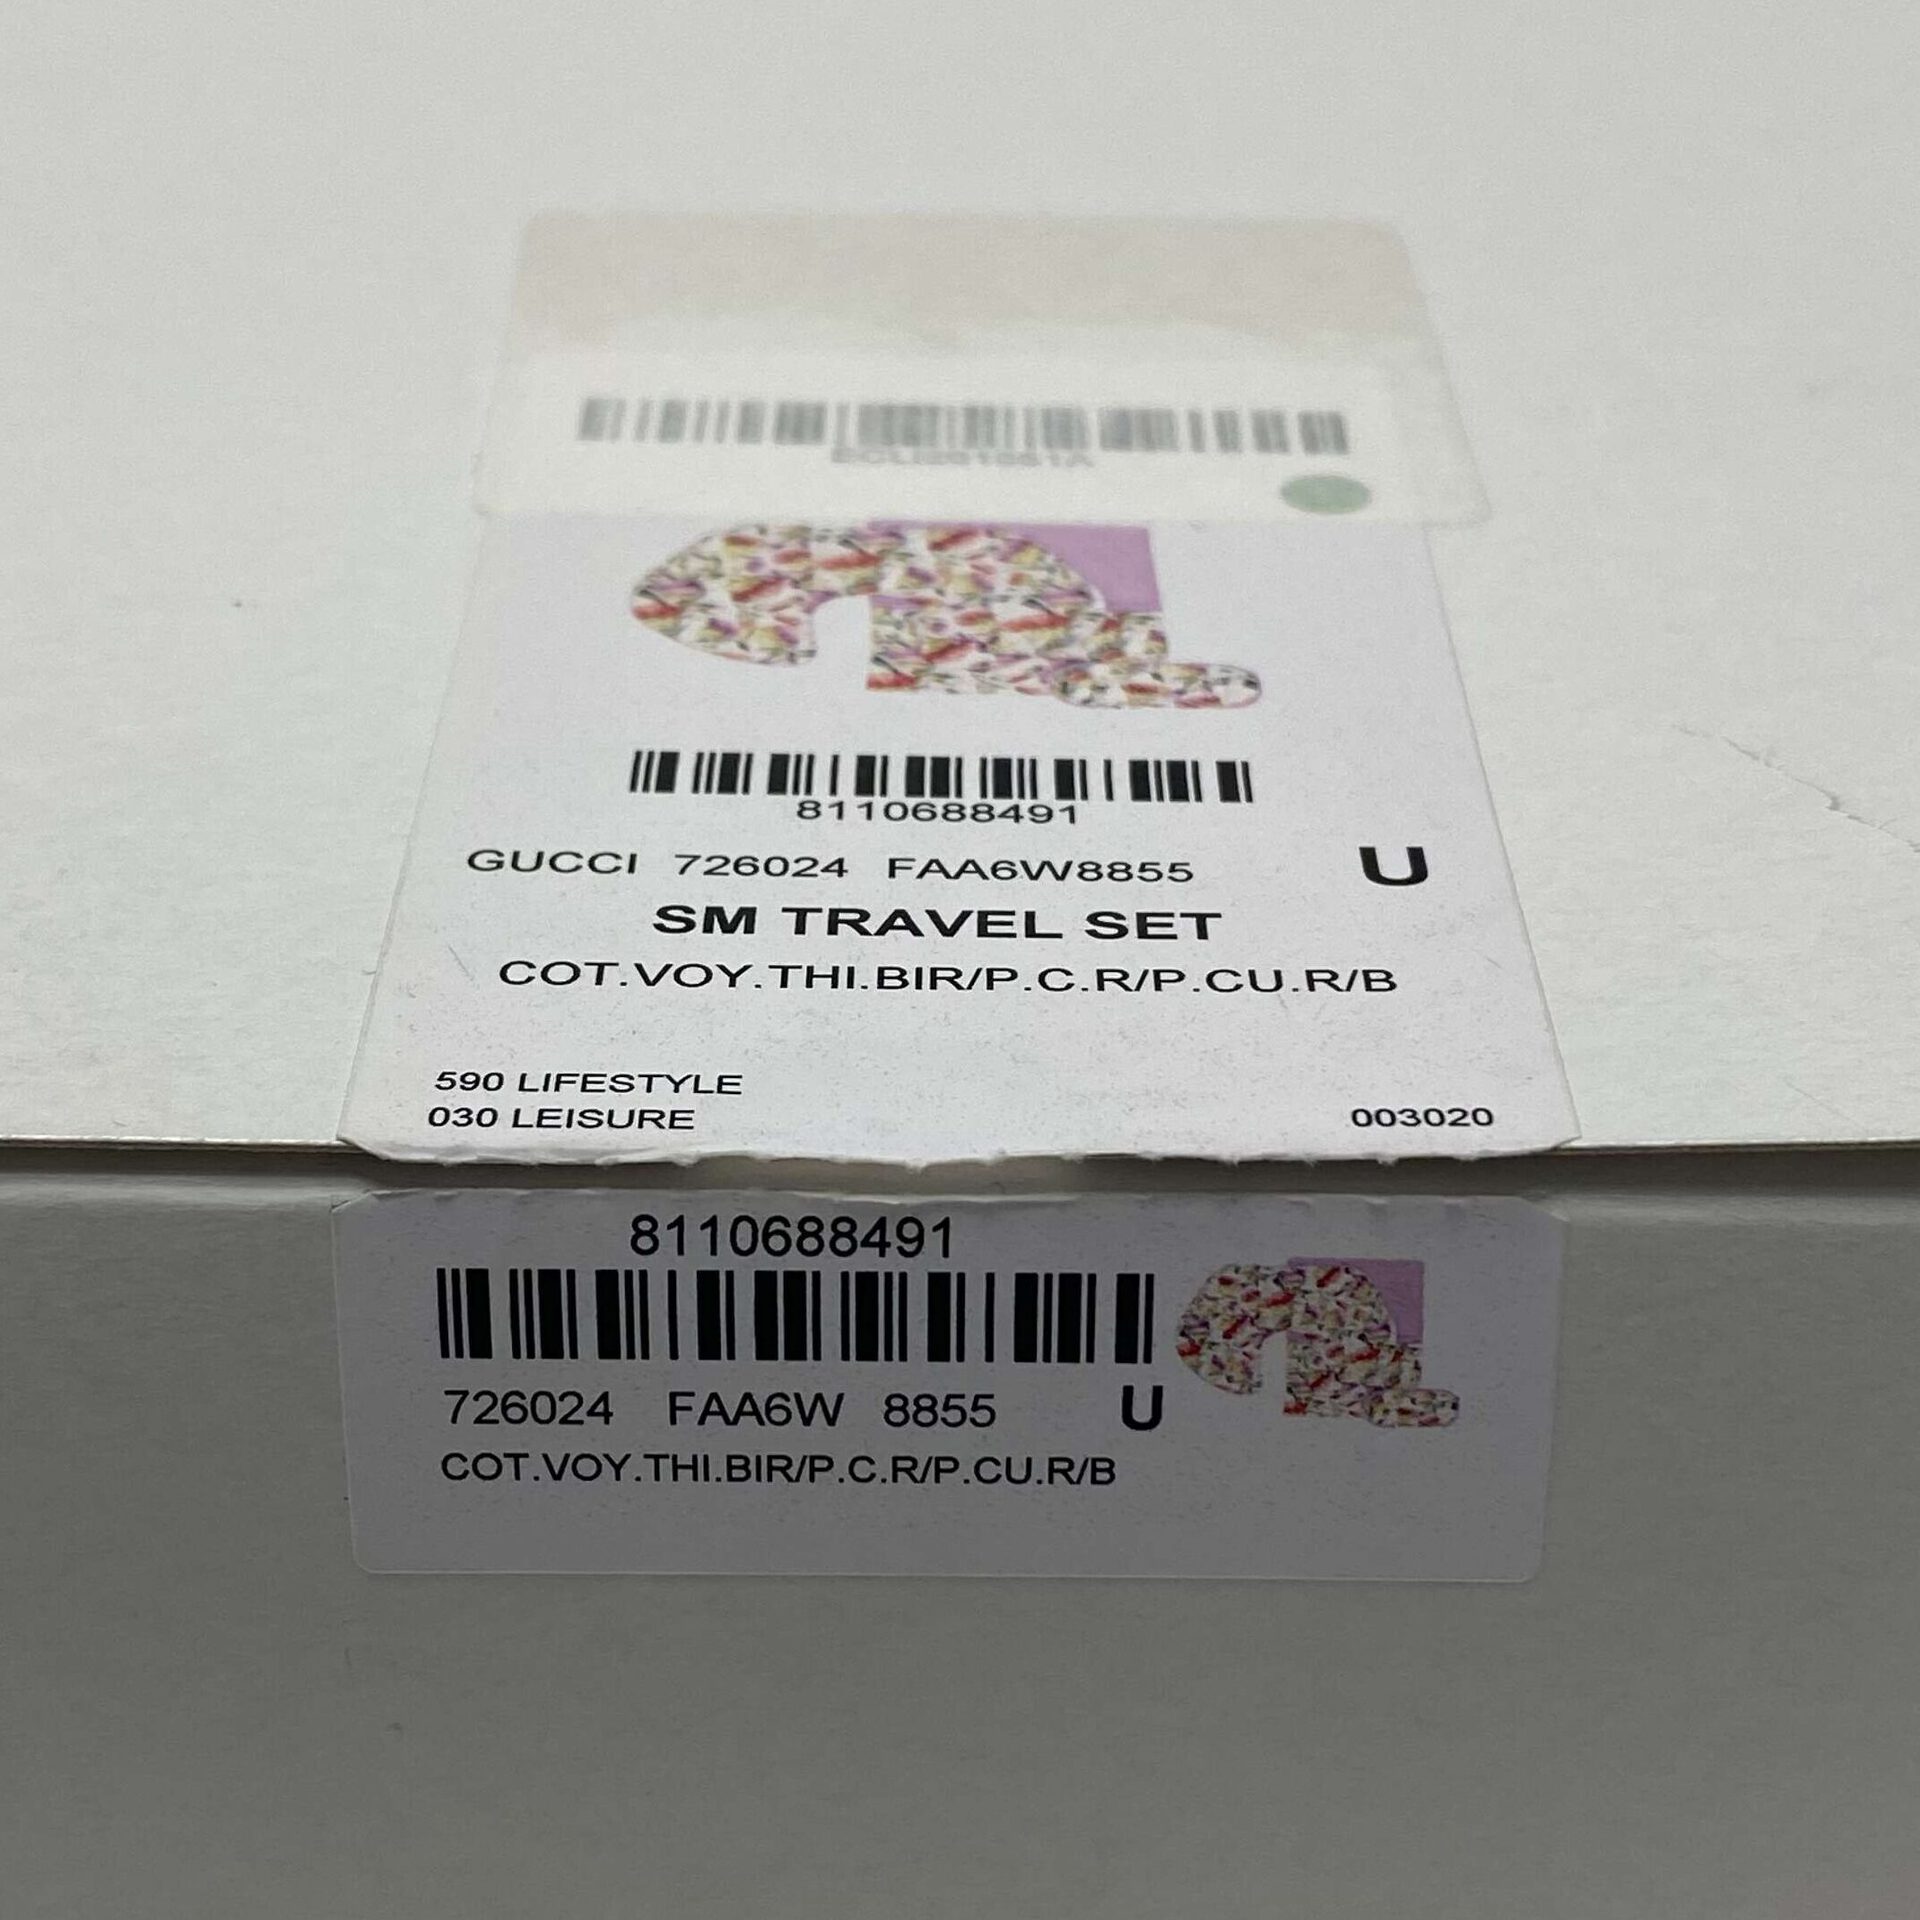 8110688491
GUCCI 726024 FAA6W8855 U
SM TRAVEL SET
COT.VOY.THI.BIR/P.C.R/P.CU.R/B
590 LIFESTYLE
030 LEISURE 003020
8110688491
726024 FAA6W 8855 U
COT.VOY.THI.BIR/P.C.R/P.CU.R/B